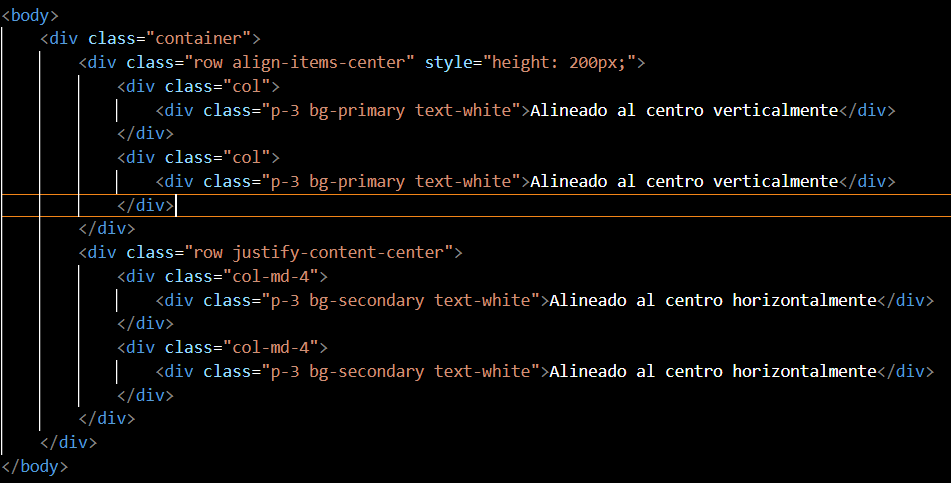 <body>
    <div class="container">
        <div class="row align-items-center" style="height: 200px;">
            <div class="col">
                <div class="p-3 bg-primary text-white">Alineado al centro verticalmente</div>
            </div>
            <div class="col">
                <div class="p-3 bg-primary text-white">Alineado al centro verticalmente</div>
            </div>
        </div>
        <div class="row justify-content-center">
            <div class="col-md-4">
                <div class="p-3 bg-secondary text-white">Alineado al centro horizontalmente</div>
            </div>
            <div class="col-md-4">
                <div class="p-3 bg-secondary text-white">Alineado al centro horizontalmente</div>
            </div>
        </div>
    </div>
</body>